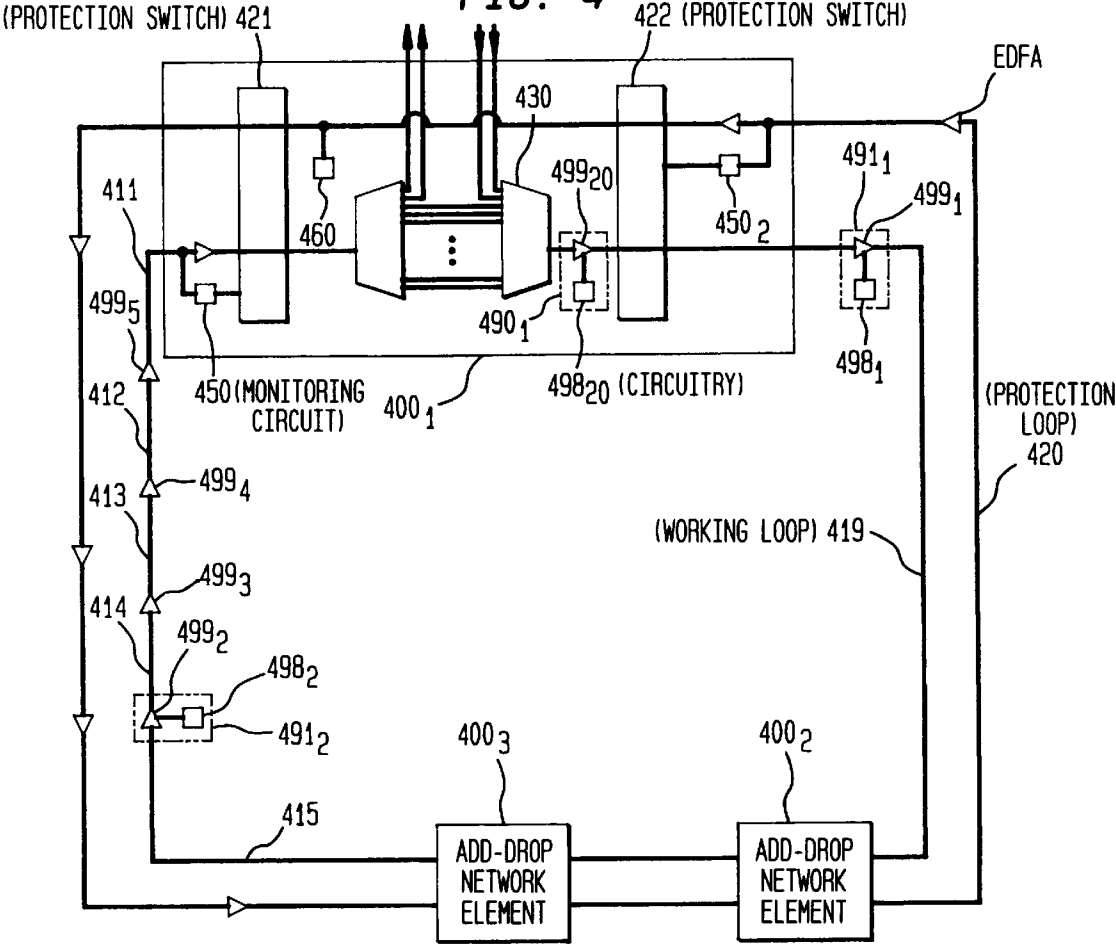 FIG. 4
(PROTECTION SWITCH) 421
422 (PROTECTION SWITCH)
EDFA
430
411
499₂₀
491₁
499₁
460
450₂
499₅
490₁
498₁
450 (MONITORING
CIRCUIT)
400₁
498₂₀ (CIRCUITRY)
412
(PROTECTION
LOOP)
420
499₄
413
(WORKING LOOP) 419
499₃
414
499₂
498₂
491₂
400₃
400₂
415
ADD-DROP
NETWORK
ELEMENT
ADD-DROP
NETWORK
ELEMENT